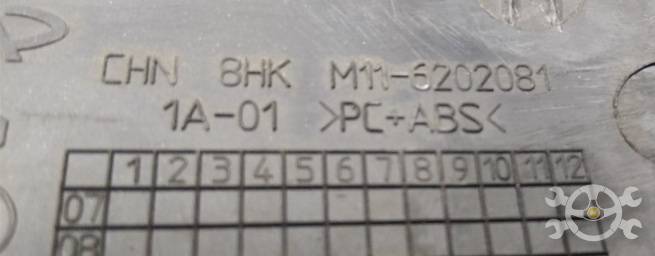 CHN 8HK M11-6202081
1A-01 >PC+ABS<
1 2 3 4 5 6 7 8 9 10 11 12
07
08